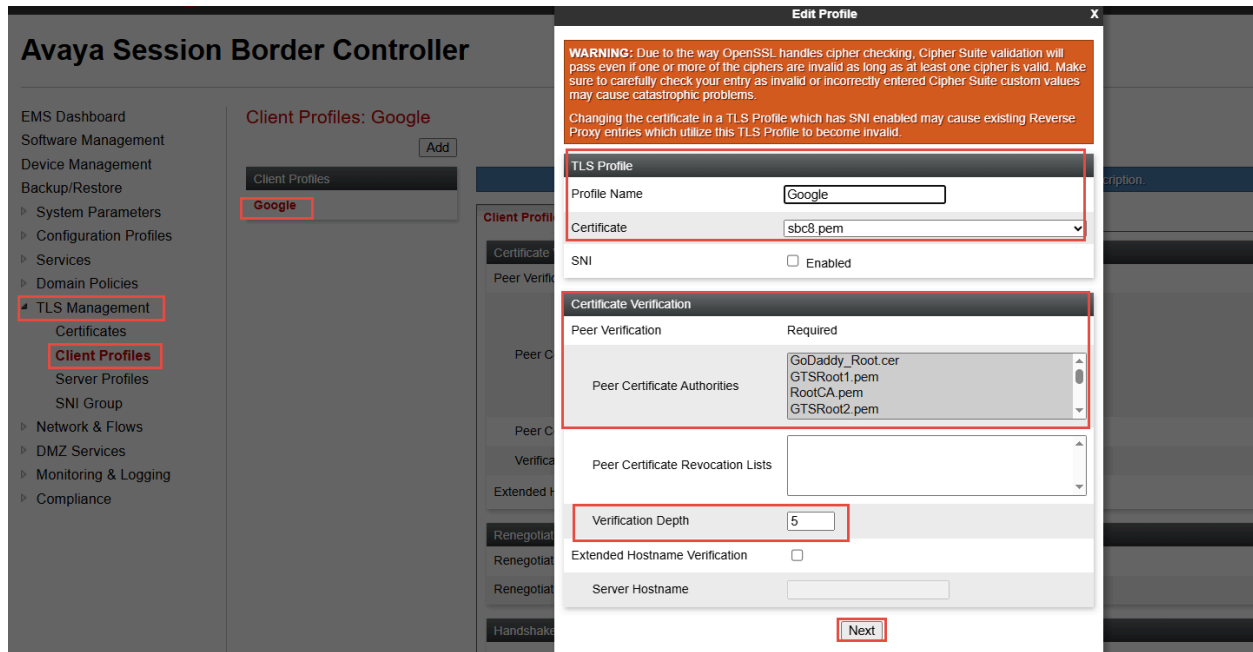 Avaya Session Border Controller
EMS Dashboard
Software Management
Device Management
Backup/Restore
System Parameters
Configuration Profiles
Services
Domain Policies
TLS Management
Certificates
Client Profiles
Server Profiles
SNI Group
Network & Flows
DMZ Services
Monitoring & Logging
Compliance
Client Profiles: Google
Add
Client Profiles
Google
cription.
Client Profil
Certificate
Peer Verific
Peer C
Peer C
Verifica
Extended H
Renegotiat
Renegotiat
Renegotiat
Handshake
Edit Profile
X
WARNING: Due to the way OpenSSL handles cipher checking, Cipher Suite validation will
pass even if one or more of the ciphers are invalid as long as at least one cipher is valid. Make
sure to carefully check your entry as invalid or incorrectly entered Cipher Suite custom values
may cause catastrophic problems.
Changing the certificate in a TLS Profile which has SNI enabled may cause existing Reverse
Proxy entries which utilize this TLS Profile to become invalid.
TLS Profile
Profile Name Google
Certificate sbc8.pem
SNI Enabled
Certificate Verification
Peer Verification Required
Peer Certificate Authorities
GoDaddy_Root.cer
GTSRoot1.pem
RootCA.pem
GTSRoot2.pem
Peer Certificate Revocation Lists
Verification Depth 5
Extended Hostname Verification
Server Hostname
Next